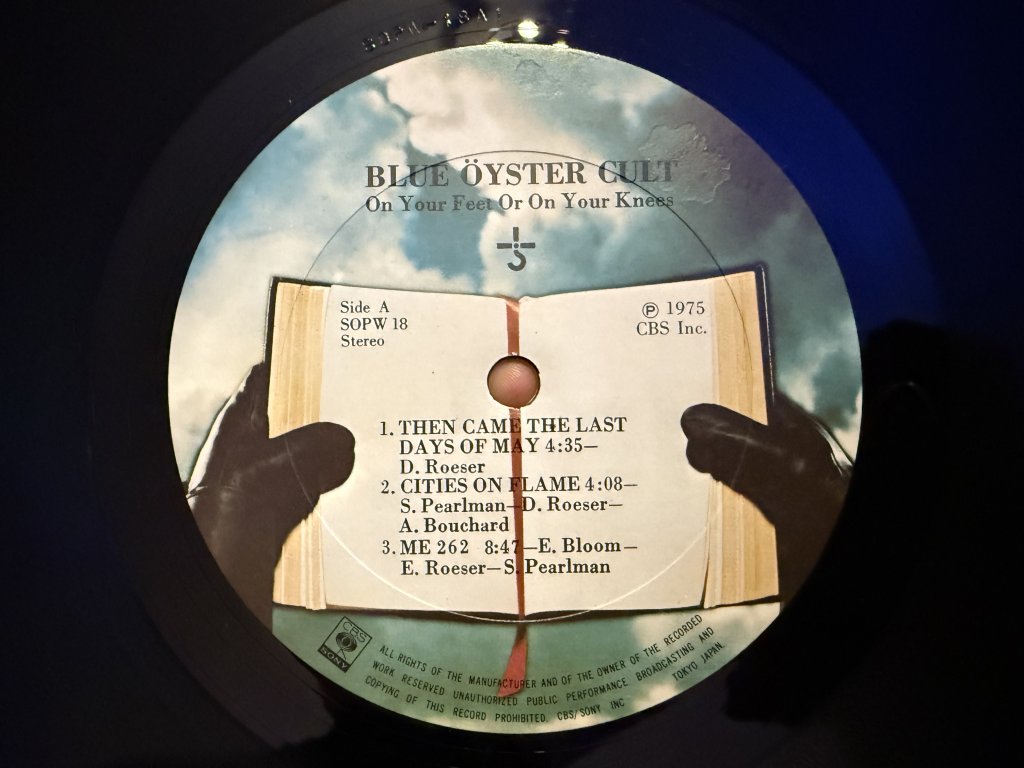 BLUE ÖYSTER CULT
On Your Feet Or On Your Knees
Side A
SOPW 18
Stereo
Ⓟ 1975
CBS Inc.
1. THEN CAME THE LAST
DAYS OF MAY 4:35—
D. Roeser
2. CITIES ON FLAME 4:08—
S. Pearlman—D. Roeser—
A. Bouchard
3. ME 262 8:47—E. Bloom—
E. Roeser—S. Pearlman
CBS
SONY
ALL RIGHTS OF THE MANUFACTURER AND OF THE OWNER OF THE RECORDED
WORK RESERVED UNAUTHORIZED PUBLIC PERFORMANCE BROADCASTING AND
COPYING OF THIS RECORD PROHIBITED. CBS/SONY INC TOKYO JAPAN.